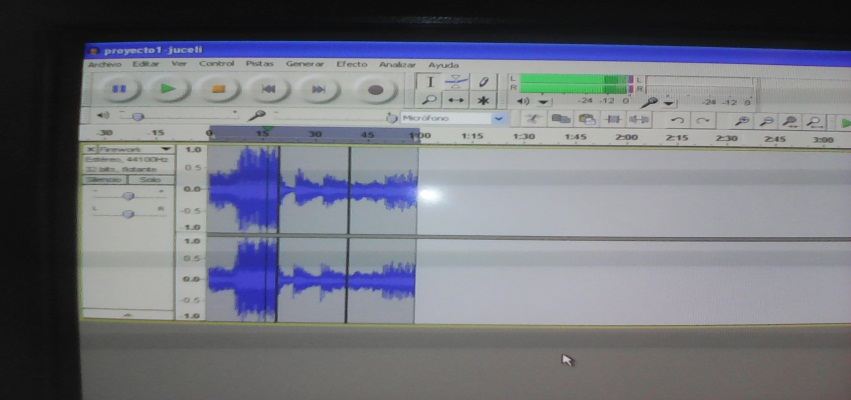 proyecto1-juceli
Archivo Editar Ver Control Pistas Generar Efecto Analizar Ayuda
L L
R R
-24 -12 0 -24 -12 0
Micrófono
-30 -15 0 15 30 45 1:00 1:15 1:30 1:45 2:00 2:15 2:30 2:45 3:00
X Firework 1.0
Estéreo, 44100Hz 0.5
32 bits, flotante
Silencio Solo 0.0
- +
L R -0.5
-1.0
1.0
0.5
0.0
-0.5
-1.0